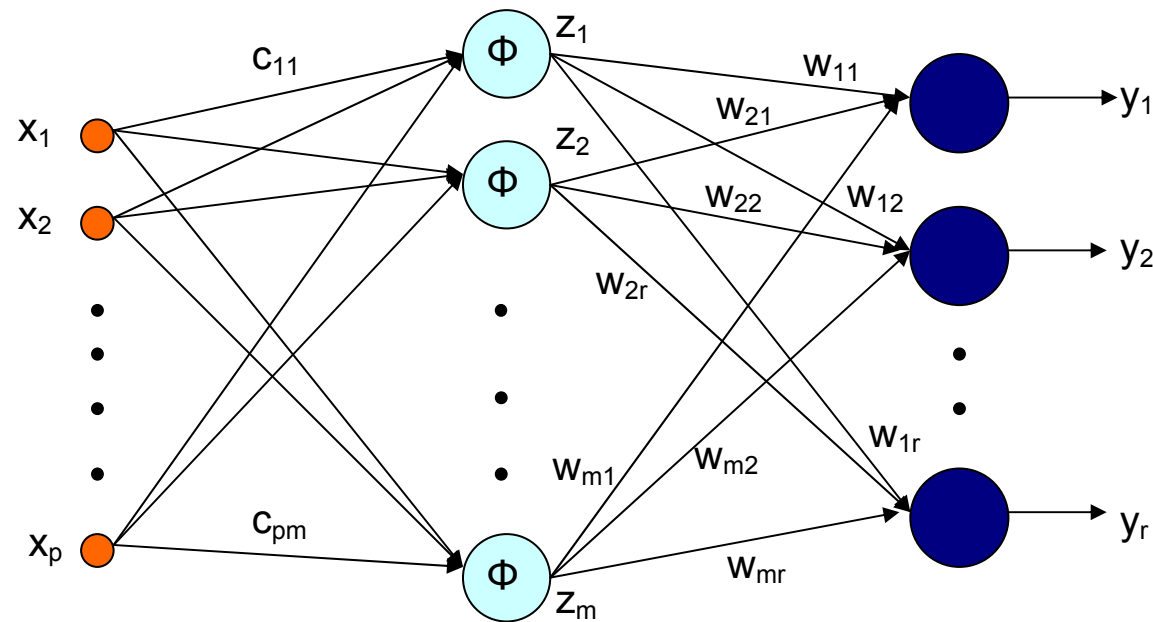 z₁
Φ
c₁₁
w₁₁
y₁
w₂₁
x₁
z₂
Φ
w₂₂
w₁₂
x₂
y₂
w₂ᵣ
w₁ᵣ
wₘ₁
wₘ₂
cₚₘ
yᵣ
xₚ
Φ
wₘᵣ
zₘ